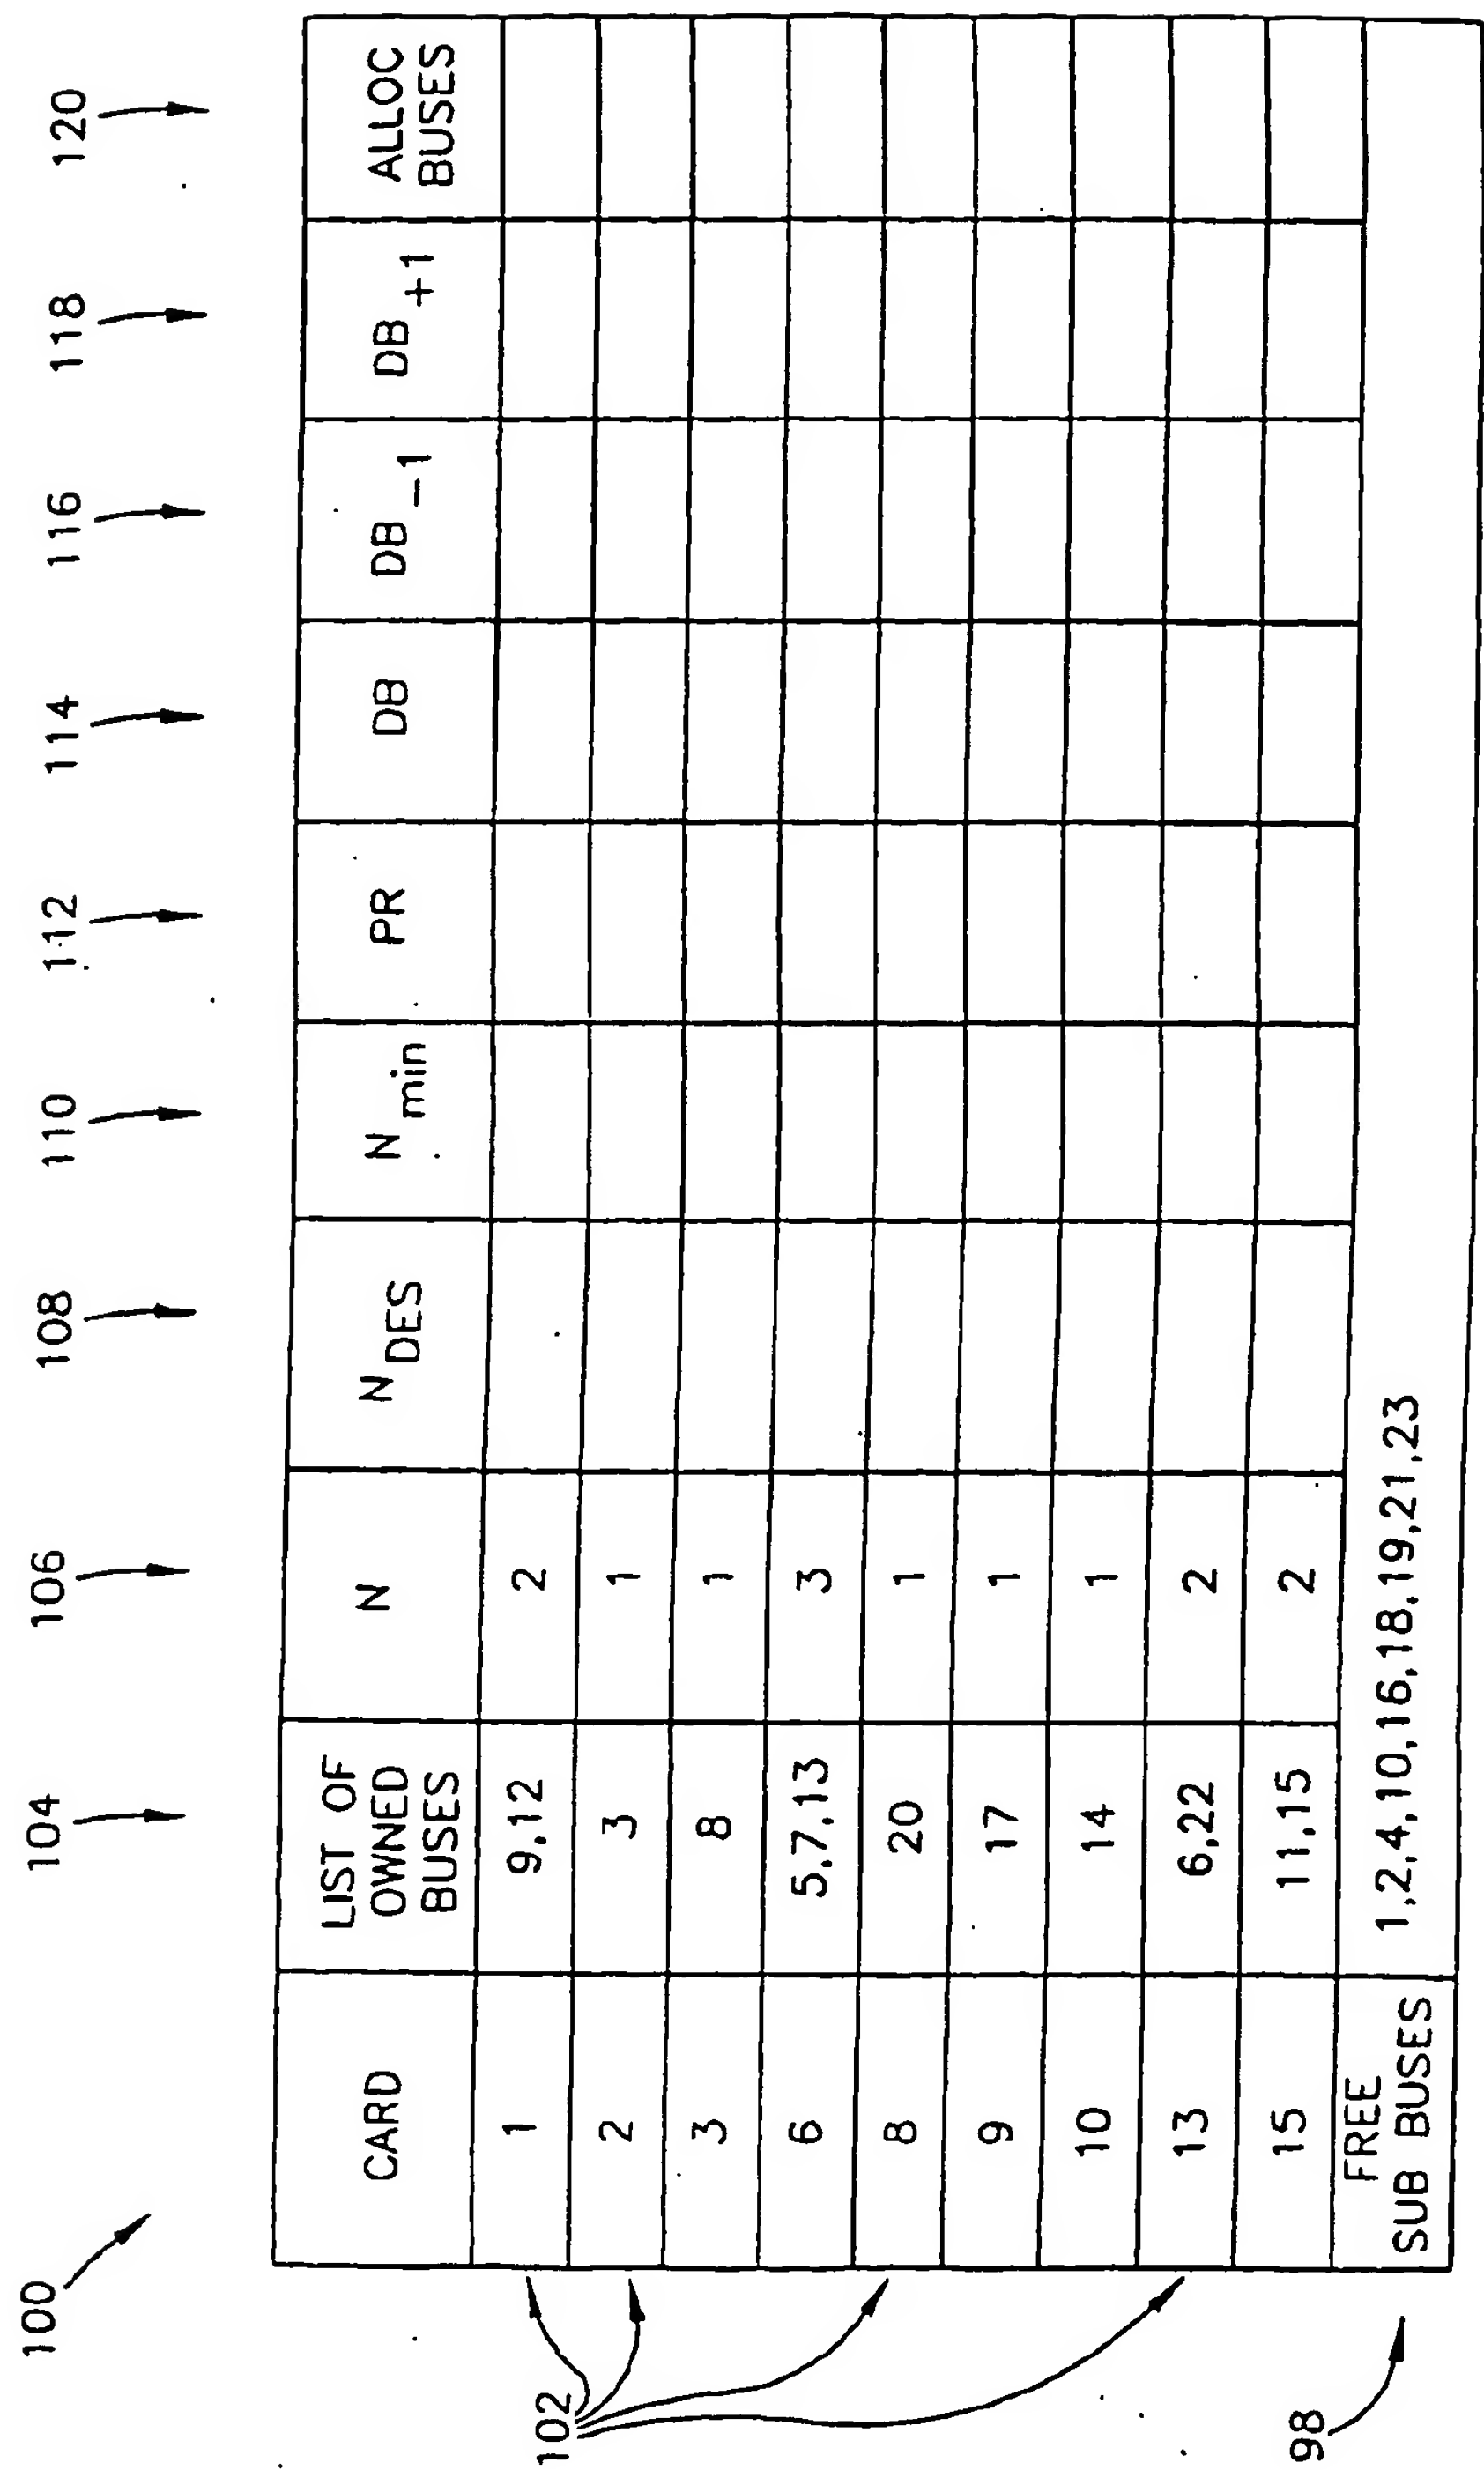 100
104 106 108 110 112 114 116 118 120
CARD LIST OF OWNED BUSES N N DES N min PR DB DB −1 DB +1 ALLOC BUSES
1 9,12 2
2 3 1
3 8 1
6 5,7,13 3
8 20 1
9 17 1
10 14 1
13 6,22 2
15 11,15 2
FREE SUB BUSES 1,2,4,10,16,18,19,21,23
102
98